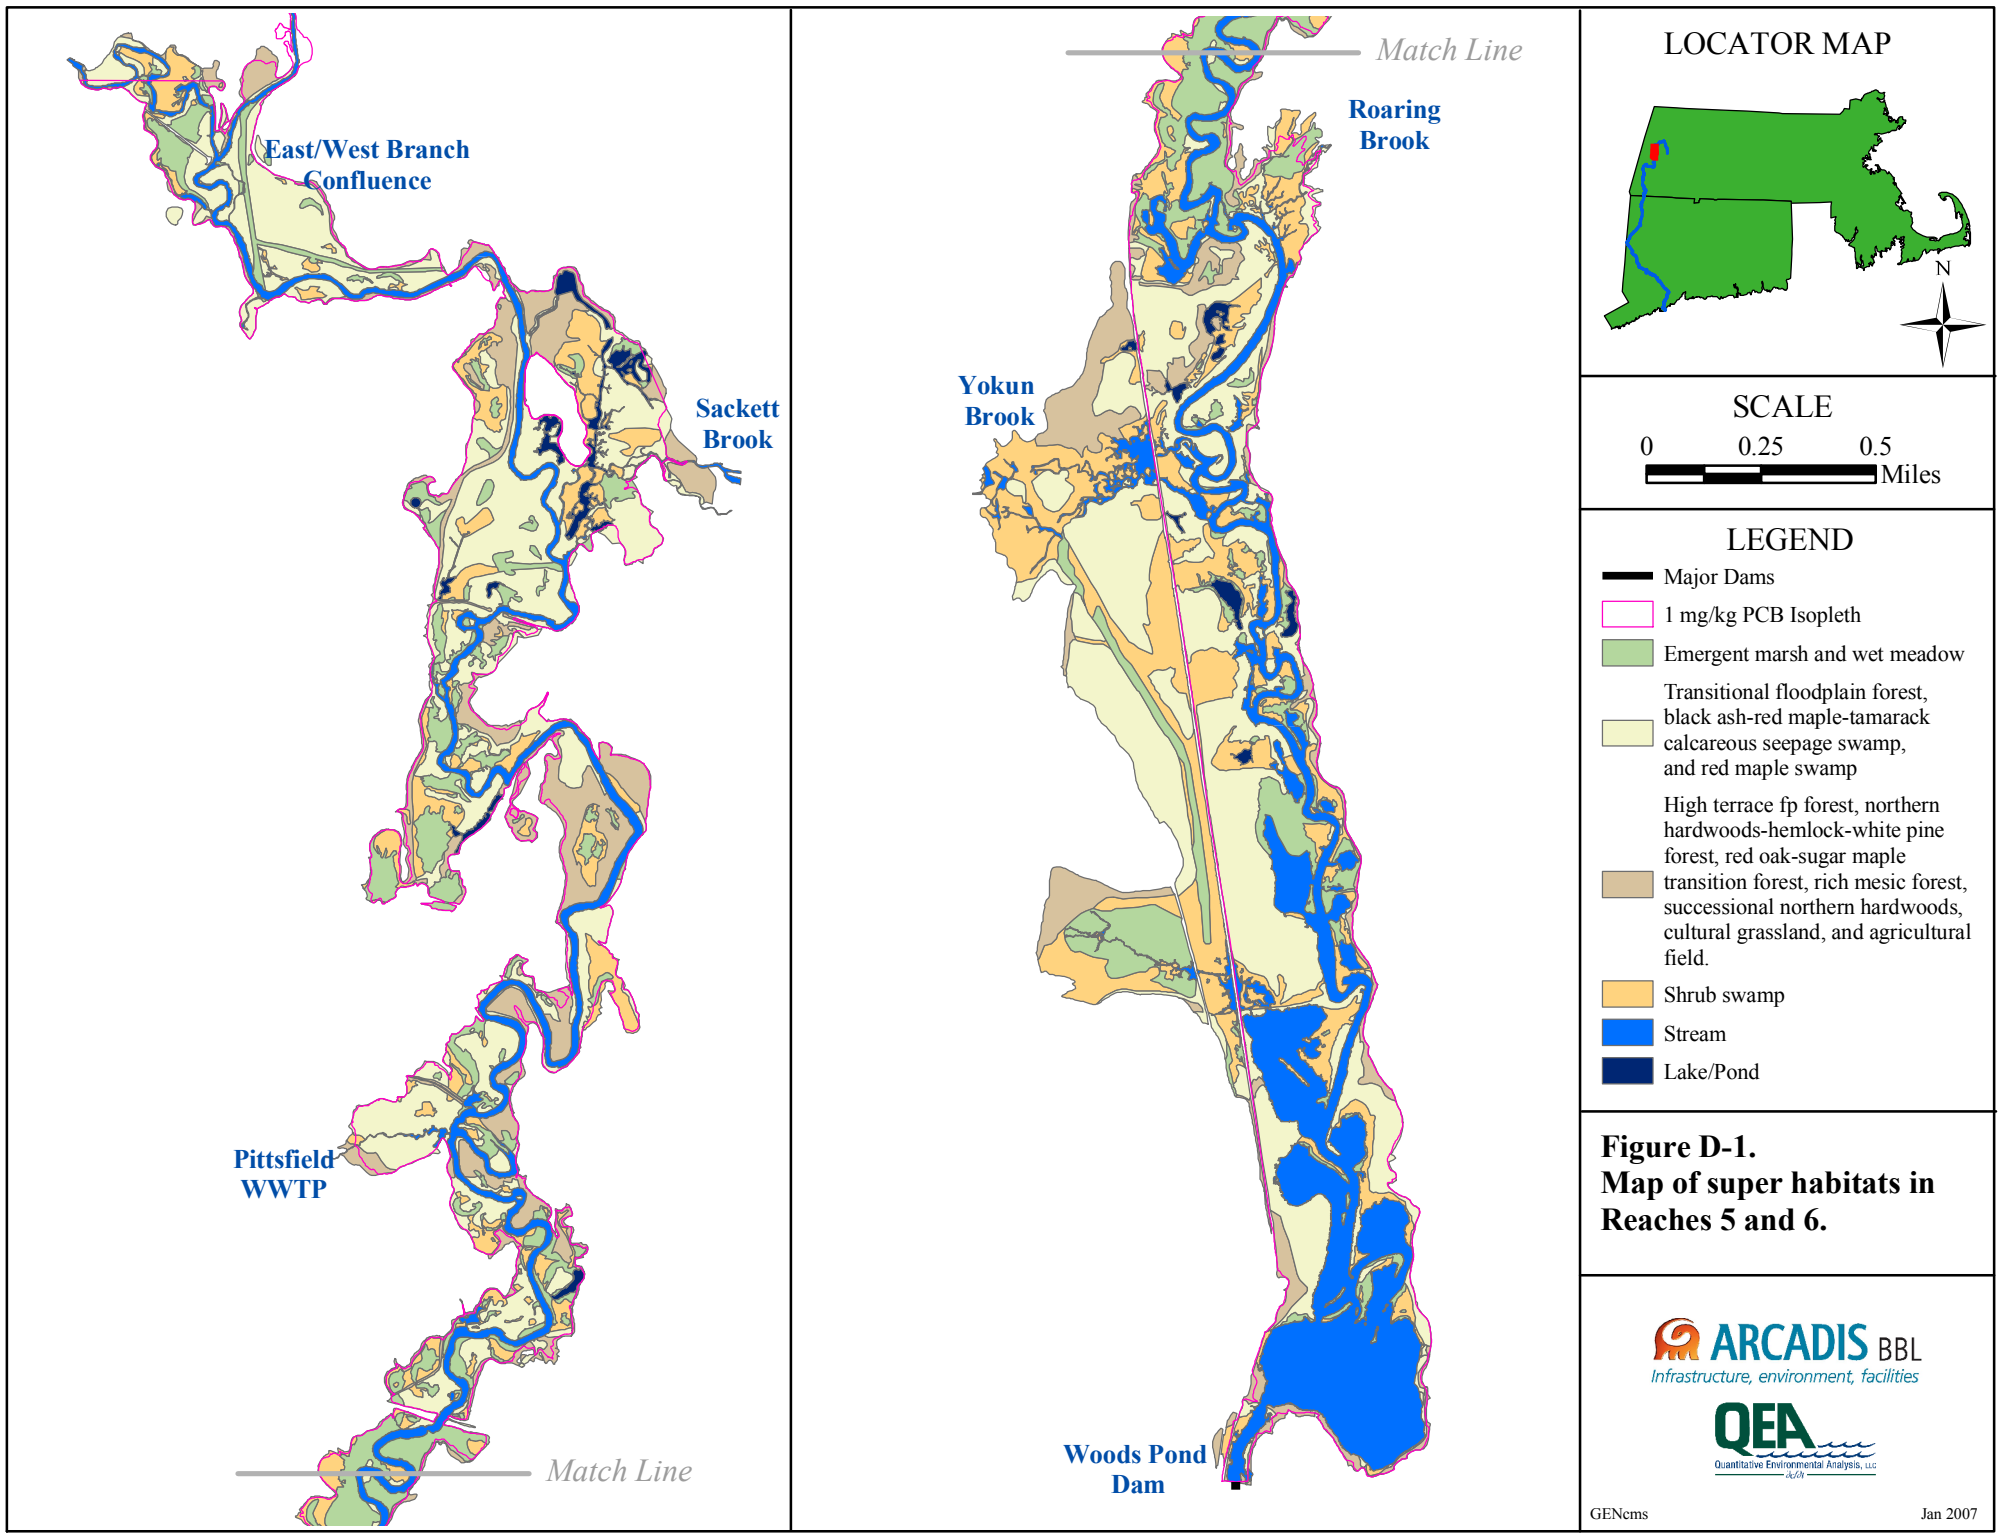 East/West Branch
Confluence
Sackett
Brook
Pittsfield
WWTP
Match Line
Match Line
Roaring
Brook
Yokun
Brook
Woods Pond
Dam
LOCATOR MAP
N
SCALE
0 0.25 0.5
Miles
LEGEND
Major Dams
1 mg/kg PCB Isopleth
Emergent marsh and wet meadow
Transitional floodplain forest,
black ash-red maple-tamarack
calcareous seepage swamp,
and red maple swamp
High terrace fp forest, northern
hardwoods-hemlock-white pine
forest, red oak-sugar maple
transition forest, rich mesic forest,
successional northern hardwoods,
cultural grassland, and agricultural
field.
Shrub swamp
Stream
Lake/Pond
Figure D-1.
Map of super habitats in
Reaches 5 and 6.
ARCADIS BBL
Infrastructure, environment, facilities
QEA
Quantitative Environmental Analysis, LLC
GENcms Jan 2007